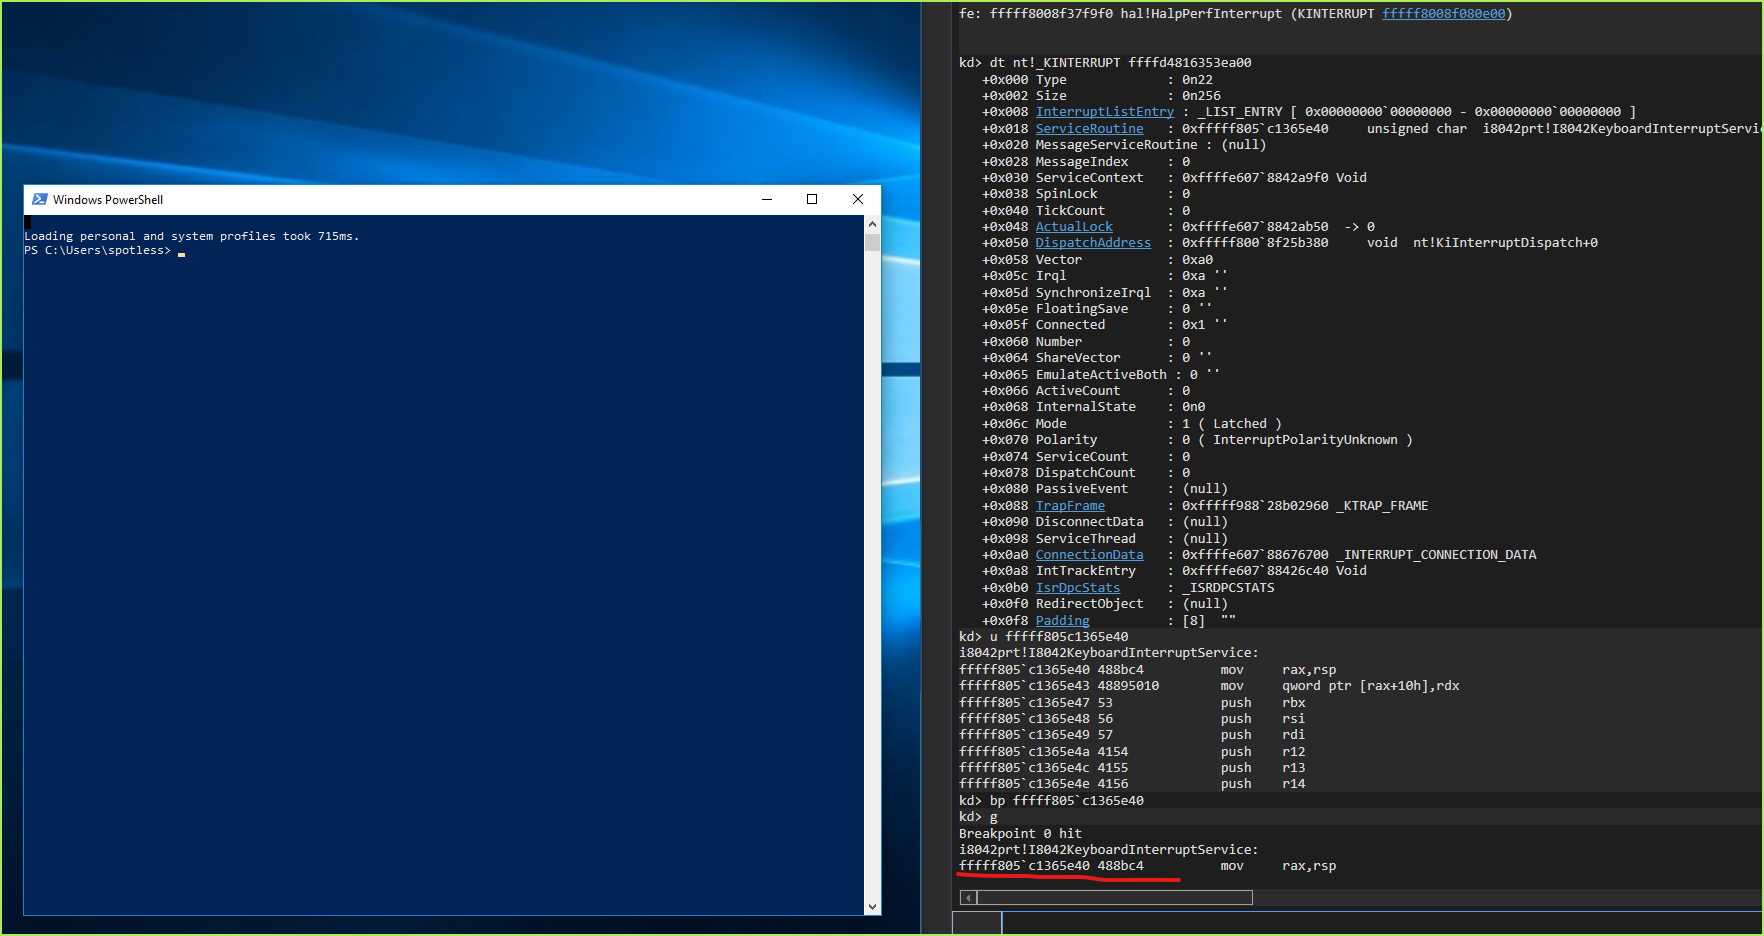 Windows PowerShell
Loading personal and system profiles took 715ms.
PS C:\Users\spotless>
fe: fffff8008f37f9f0 hal!HalpPerfInterrupt (KINTERRUPT fffff8008f080e00)
kd> dt nt!_KINTERRUPT ffffd4816353ea00
+0x000 Type : 0n22
+0x002 Size : 0n256
+0x008 InterruptListEntry : _LIST_ENTRY [ 0x00000000`00000000 - 0x00000000`00000000 ]
+0x018 ServiceRoutine : 0xfffff805`c1365e40 unsigned char i8042prt!I8042KeyboardInterruptServi
+0x020 MessageServiceRoutine : (null)
+0x028 MessageIndex : 0
+0x030 ServiceContext : 0xffffe607`8842a9f0 Void
+0x038 SpinLock : 0
+0x040 TickCount : 0
+0x048 ActualLock : 0xffffe607`8842ab50 -> 0
+0x050 DispatchAddress : 0xfffff800`8f25b380 void nt!KiInterruptDispatch+0
+0x058 Vector : 0xa0
+0x05c Irql : 0xa ''
+0x05d SynchronizeIrql : 0xa ''
+0x05e FloatingSave : 0 ''
+0x05f Connected : 0x1 ''
+0x060 Number : 0
+0x064 ShareVector : 0 ''
+0x065 EmulateActiveBoth : 0 ''
+0x066 ActiveCount : 0
+0x068 InternalState : 0n0
+0x06c Mode : 1 ( Latched )
+0x070 Polarity : 0 ( InterruptPolarityUnknown )
+0x074 ServiceCount : 0
+0x078 DispatchCount : 0
+0x080 PassiveEvent : (null)
+0x088 TrapFrame : 0xfffff988`28b02960 _KTRAP_FRAME
+0x090 DisconnectData : (null)
+0x098 ServiceThread : (null)
+0x0a0 ConnectionData : 0xffffe607`88676700 _INTERRUPT_CONNECTION_DATA
+0x0a8 IntTrackEntry : 0xffffe607`88426c40 Void
+0x0b0 IsrDpcStats : _ISRDPCSTATS
+0x0f0 RedirectObject : (null)
+0x0f8 Padding : [8] ""
kd> u fffff805c1365e40
i8042prt!I8042KeyboardInterruptService:
fffff805`c1365e40 488bc4 mov rax,rsp
fffff805`c1365e43 48895010 mov qword ptr [rax+10h],rdx
fffff805`c1365e47 53 push rbx
fffff805`c1365e48 56 push rsi
fffff805`c1365e49 57 push rdi
fffff805`c1365e4a 4154 push r12
fffff805`c1365e4c 4155 push r13
fffff805`c1365e4e 4156 push r14
kd> bp fffff805`c1365e40
kd> g
Breakpoint 0 hit
i8042prt!I8042KeyboardInterruptService:
fffff805`c1365e40 488bc4 mov rax,rsp